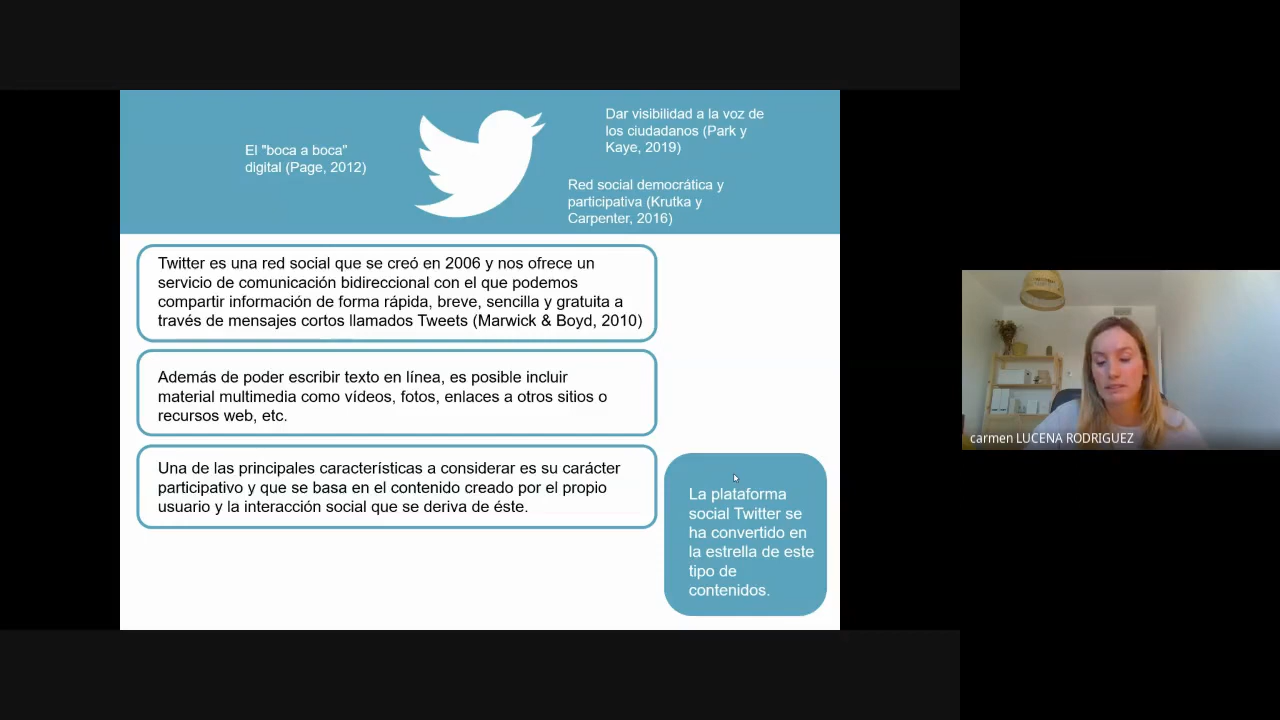 El "boca a boca"
digital (Page, 2012)
Dar visibilidad a la voz de
los ciudadanos (Park y
Kaye, 2019)
Red social democrática y
participativa (Krutka y
Carpenter, 2016)
Twitter es una red social que se creó en 2006 y nos ofrece un
servicio de comunicación bidireccional con el que podemos
compartir información de forma rápida, breve, sencilla y gratuita a
través de mensajes cortos llamados Tweets (Marwick & Boyd, 2010)
Además de poder escribir texto en línea, es posible incluir
material multimedia como vídeos, fotos, enlaces a otros sitios o
recursos web, etc.
Una de las principales características a considerar es su carácter
participativo y que se basa en el contenido creado por el propio
usuario y la interacción social que se deriva de éste.
La plataforma
social Twitter se
ha convertido en
la estrella de este
tipo de
contenidos.
carmen LUCENA RODRIGUEZ